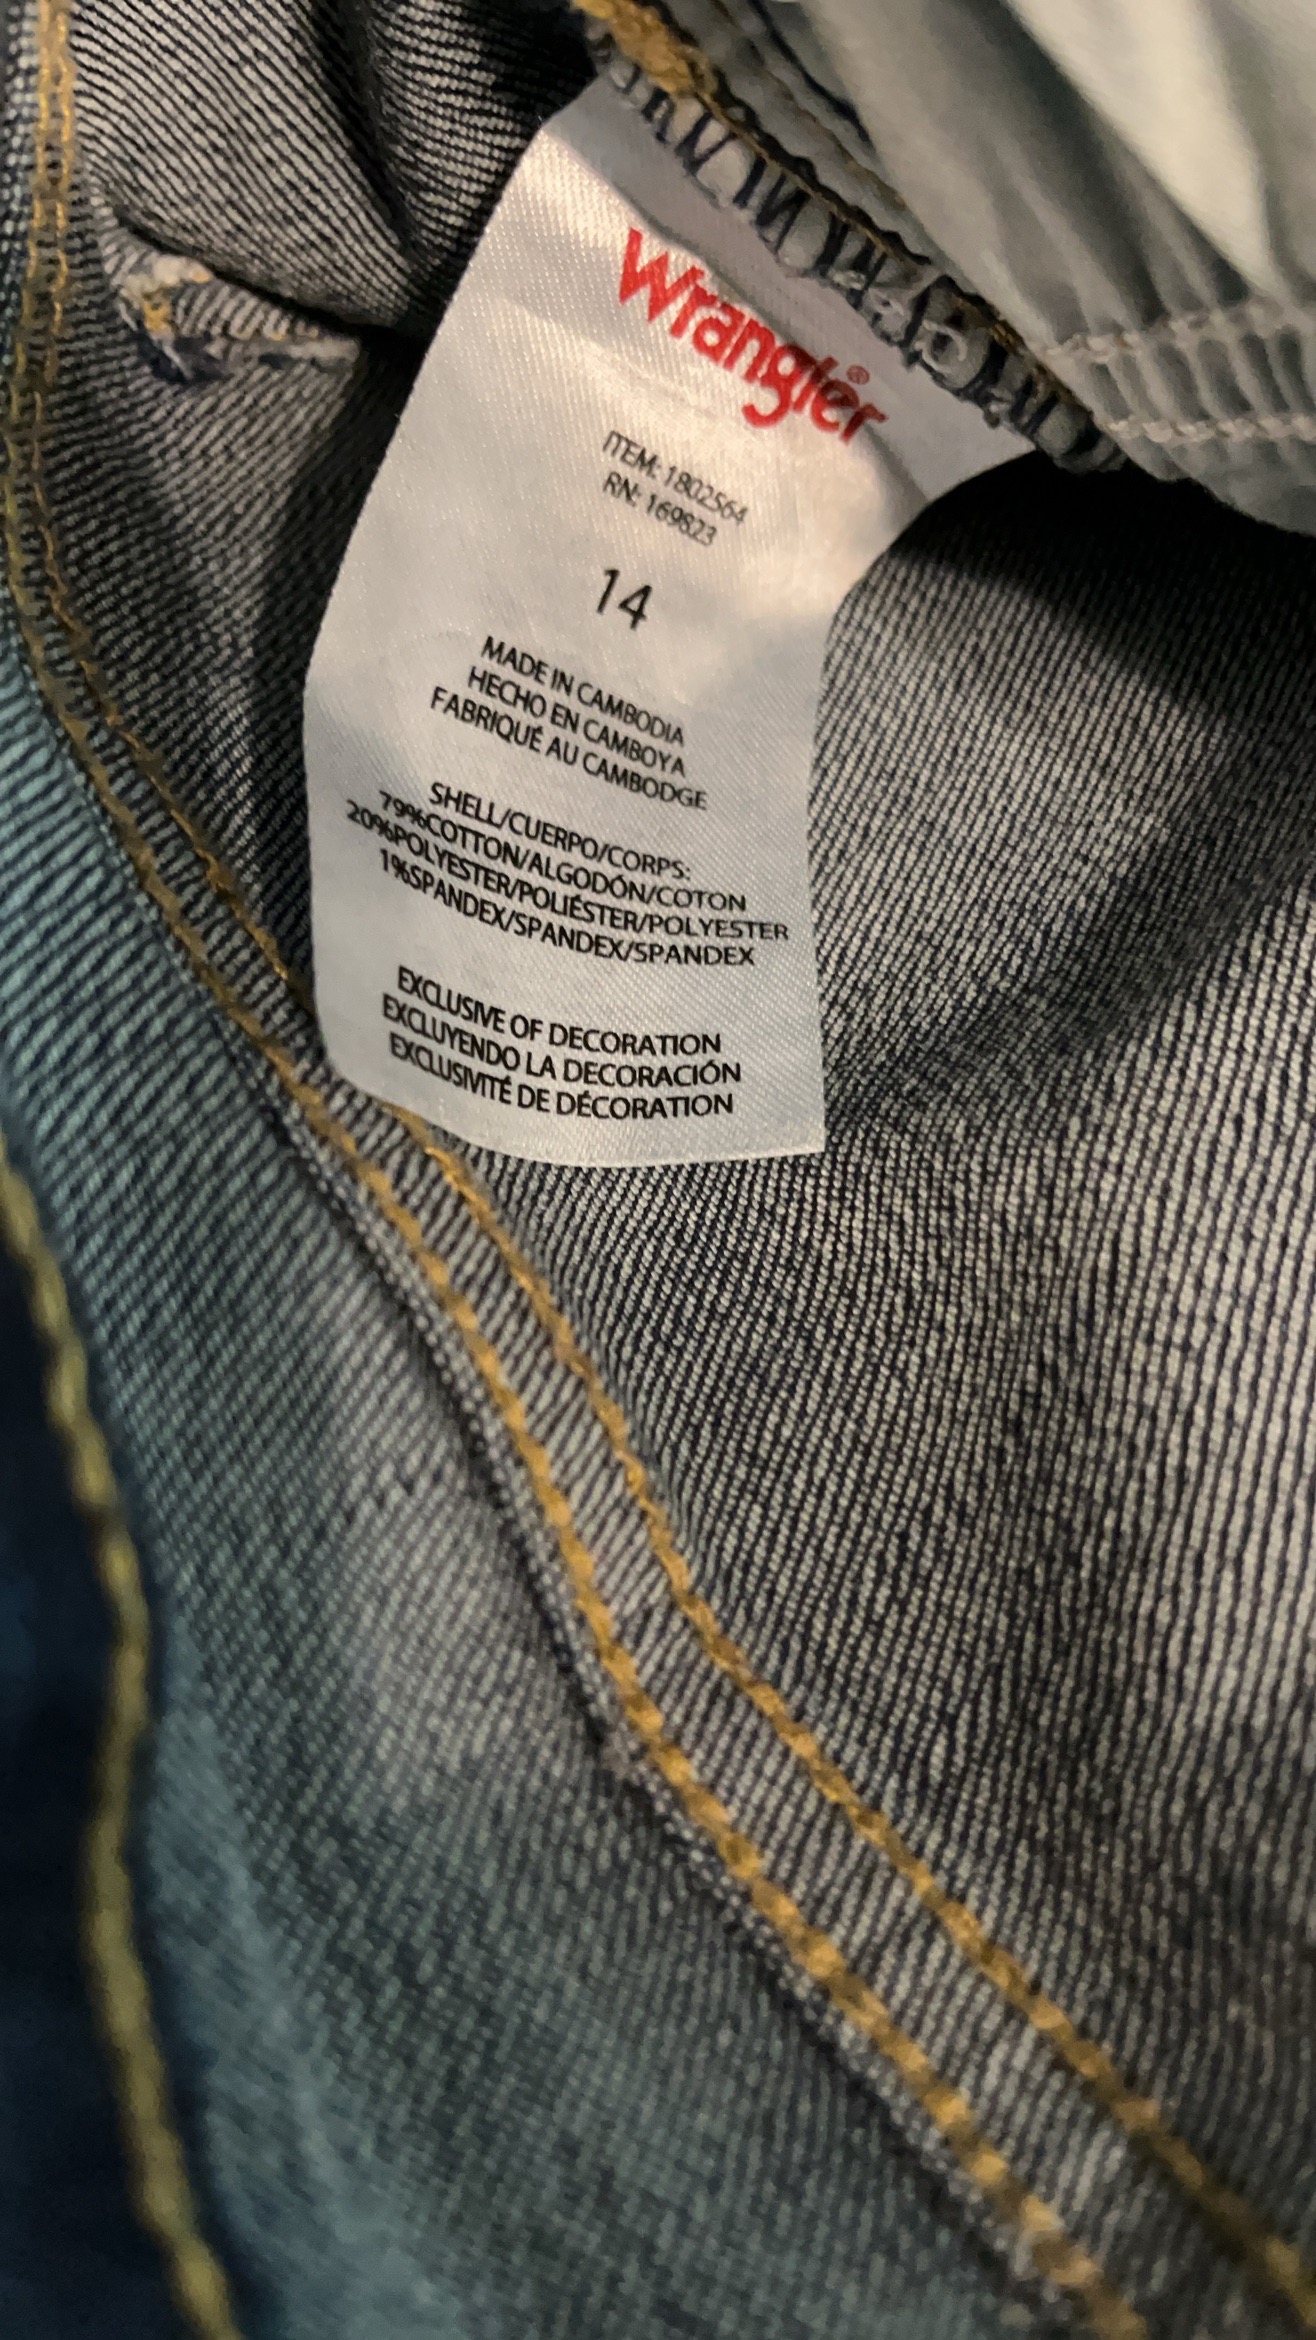 Wrangler®
ITEM: 1802564
RN: 169823
14
MADE IN CAMBODIA
HECHO EN CAMBOYA
FABRIQUÉ AU CAMBODGE
SHELL/CUERPO/CORPS:
79%COTTON/ALGODÓN/COTON
20%POLYESTER/POLIÉSTER/POLYESTER
1%SPANDEX/SPANDEX/SPANDEX
EXCLUSIVE OF DECORATION
EXCLUYENDO LA DECORACIÓN
EXCLUSIVITÉ DE DÉCORATION